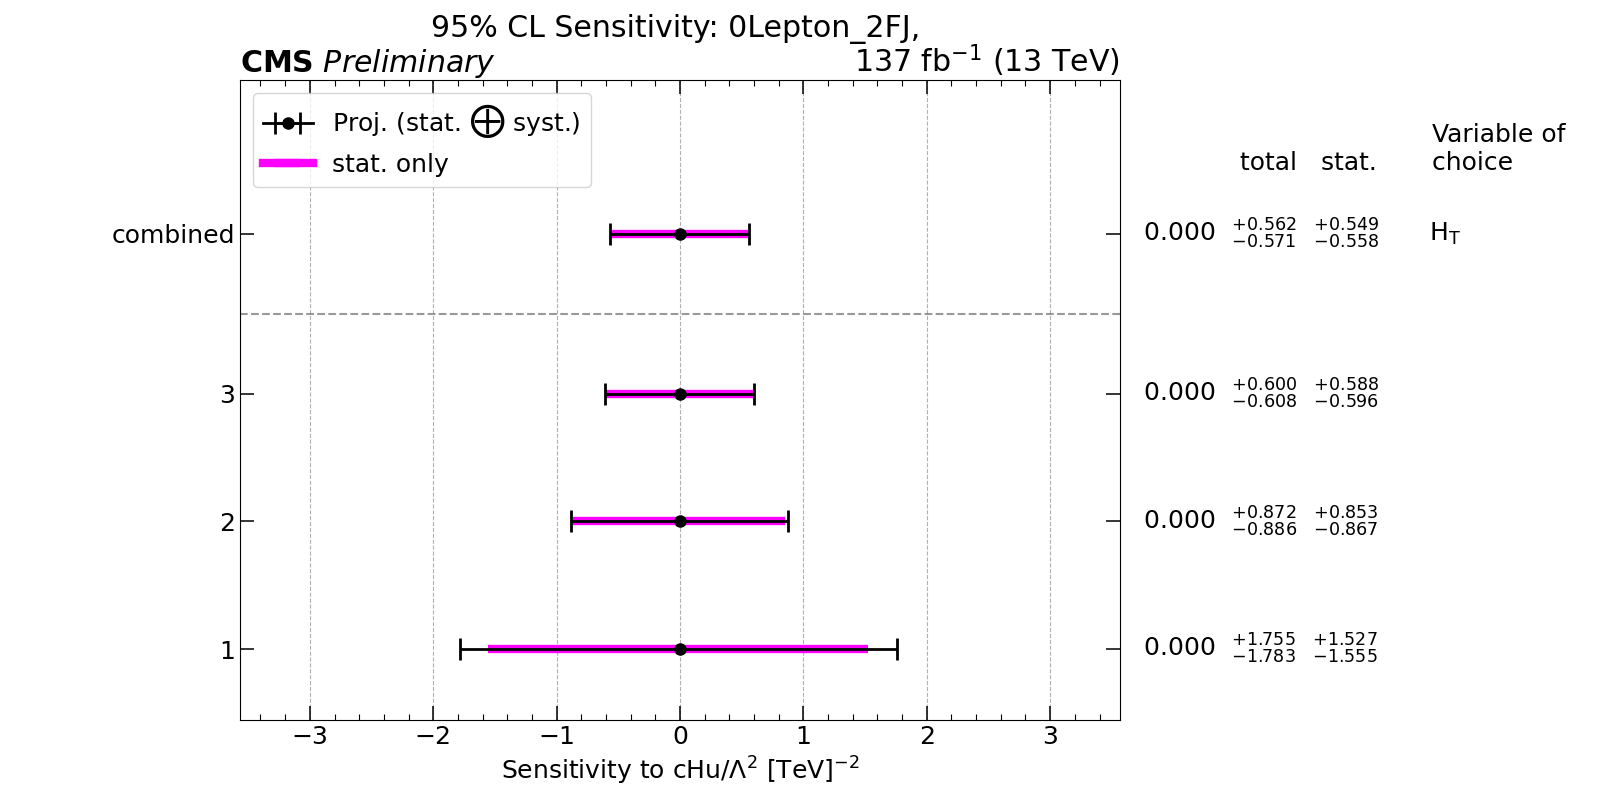 95% CL Sensitivity: 0Lepton_2FJ,
CMS Preliminary 137 fb⁻¹ (13 TeV)
Proj. (stat. ⊕ syst.)
stat. only
total stat. Variable of
choice
combined 0.000 +0.562 −0.571 +0.549 −0.558 H_T
3 0.000 +0.600 −0.608 +0.588 −0.596
2 0.000 +0.872 −0.886 +0.853 −0.867
1 0.000 +1.755 −1.783 +1.527 −1.555
−3 −2 −1 0 1 2 3
Sensitivity to cHu/Λ² [TeV]⁻²